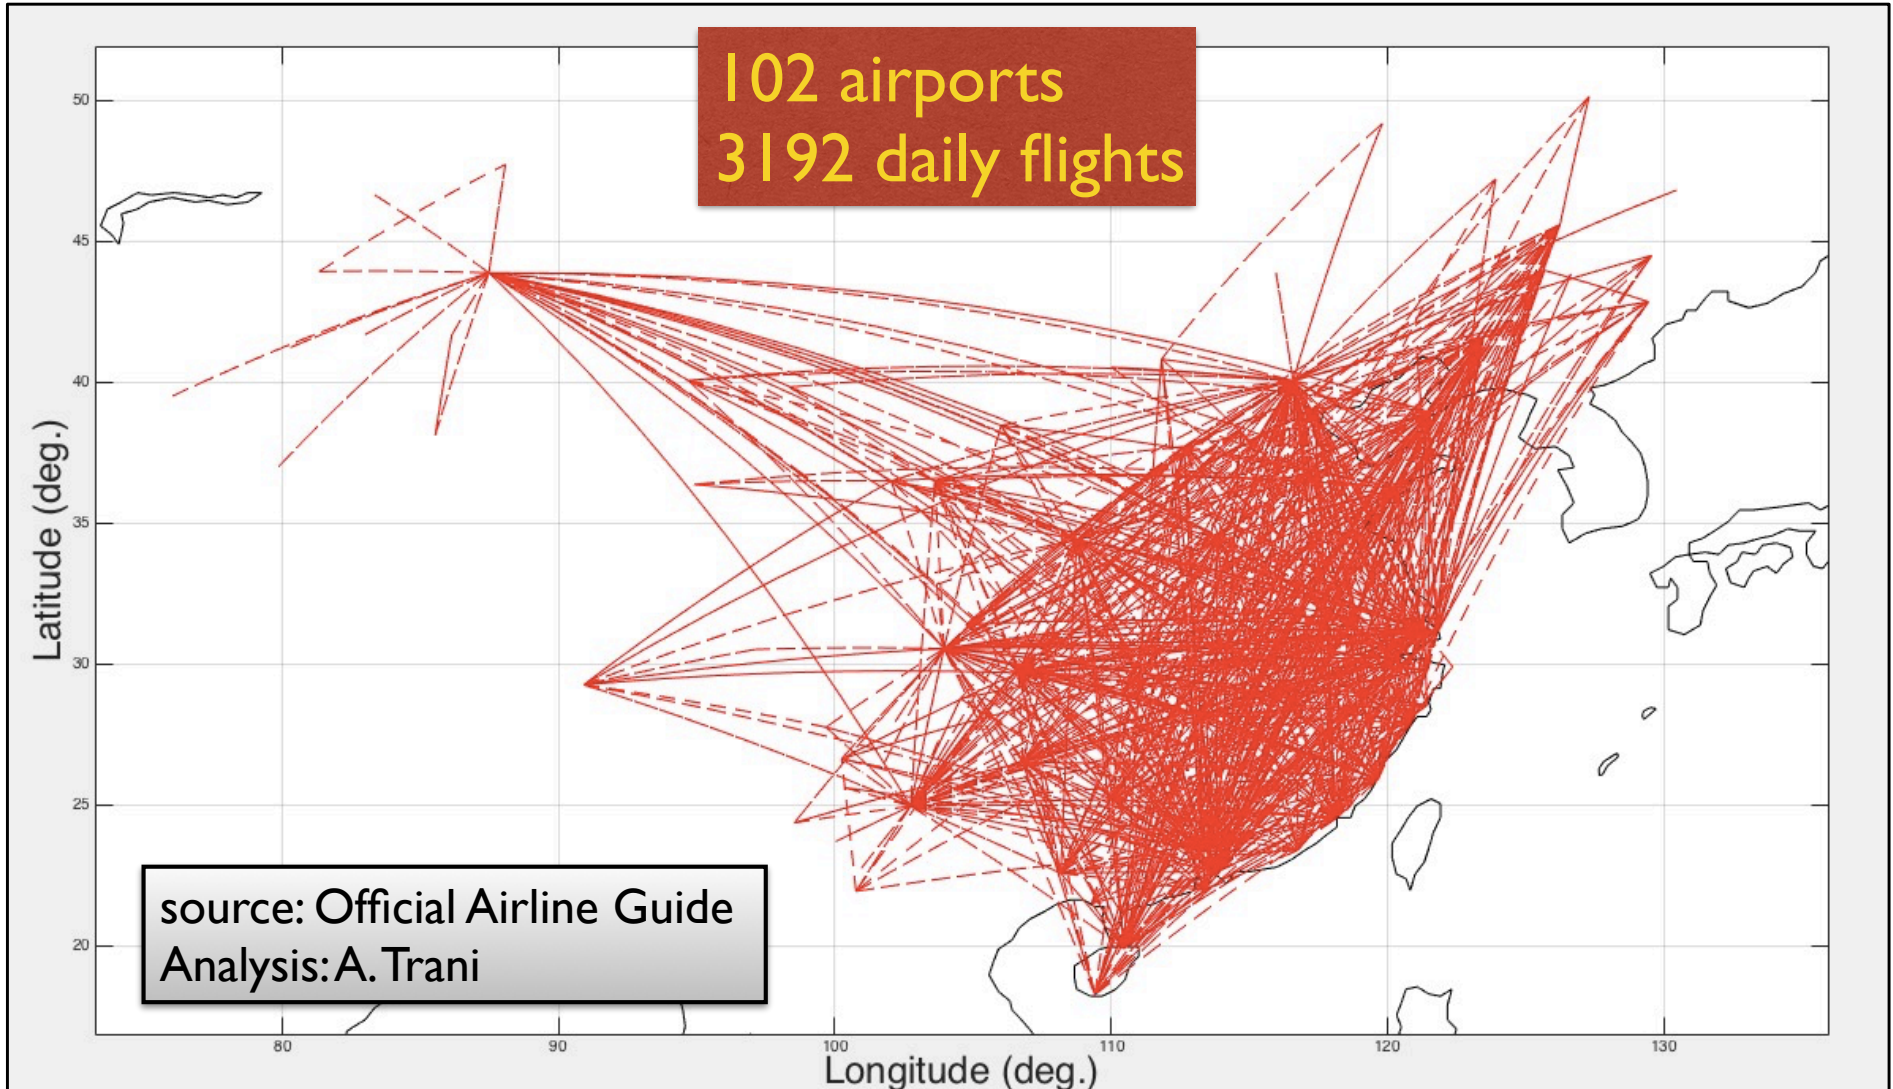 102 airports
3192 daily flights
50
45
40
35
30
25
20
Latitude (deg.)
source: Official Airline Guide
Analysis: A. Trani
80
90
100
110
120
130
Longitude (deg.)